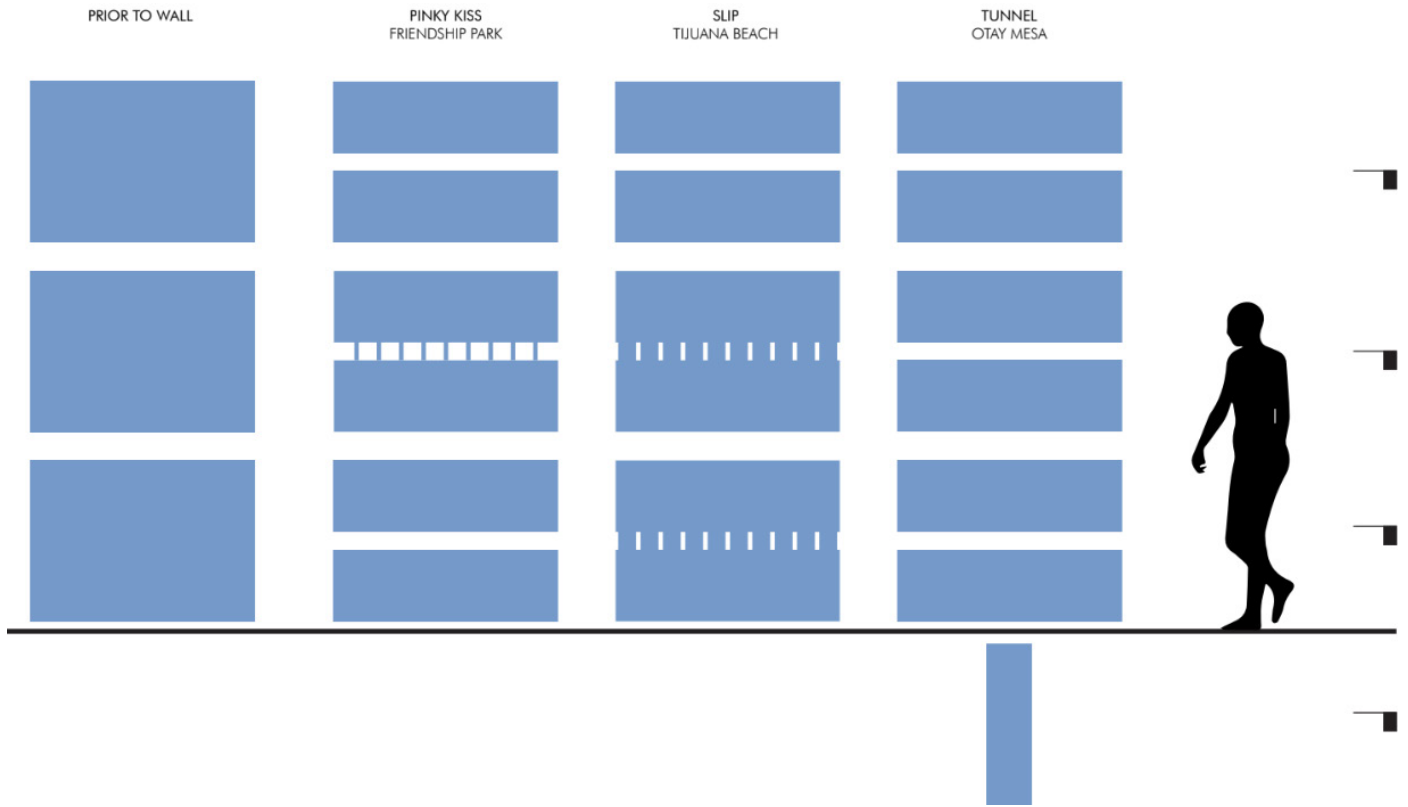 PRIOR TO WALL
PINKY KISS
FRIENDSHIP PARK
SLIP
TIJUANA BEACH
TUNNEL
OTAY MESA